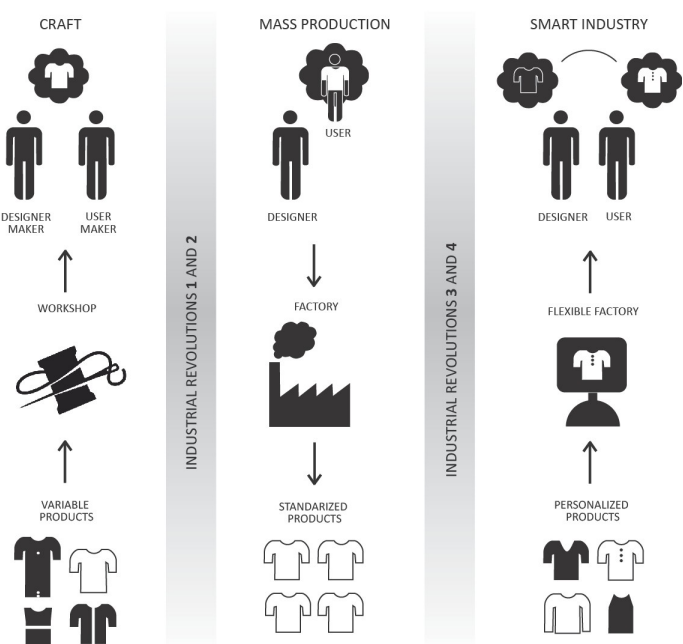 CRAFT
DESIGNER
MAKER
USER
MAKER
WORKSHOP
VARIABLE
PRODUCTS
INDUSTRIAL REVOLUTIONS 1 AND 2
MASS PRODUCTION
USER
DESIGNER
FACTORY
STANDARIZED
PRODUCTS
INDUSTRIAL REVOLUTIONS 3 AND 4
SMART INDUSTRY
DESIGNER
USER
FLEXIBLE FACTORY
PERSONALIZED
PRODUCTS